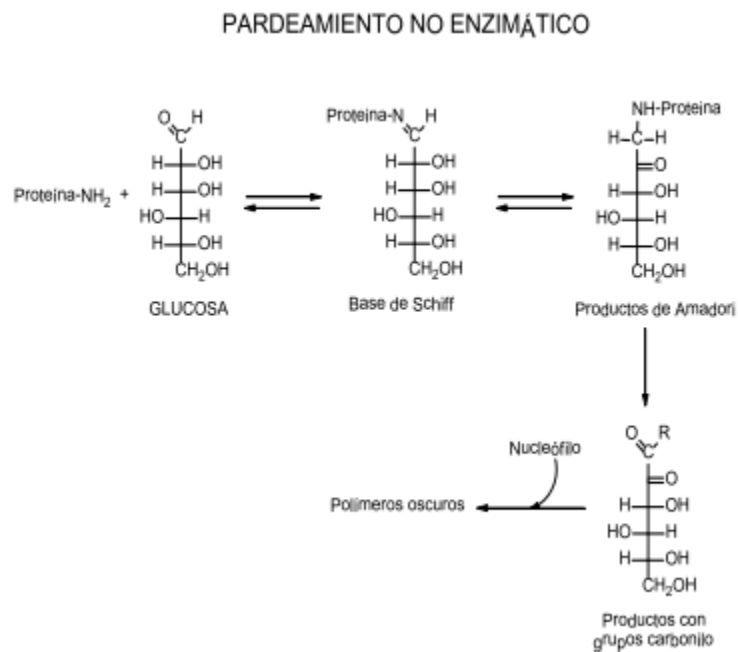 PARDEAMIENTO NO ENZIMÁTICO
Proteína-NH2 +
O H
C
H OH
H OH
HO H
H OH
CH2OH
GLUCOSA
Proteína-N H
C
H OH
H OH
HO H
H OH
CH2OH
Base de Schiff
NH-Proteína
H-C-H
=O
H OH
HO H
H OH
CH2OH
Productos de Amadori
O R
C
=O
H OH
HO H
H OH
CH2OH
Productos con
grupos carbonilo
Nucleófilo
Polímeros oscuros